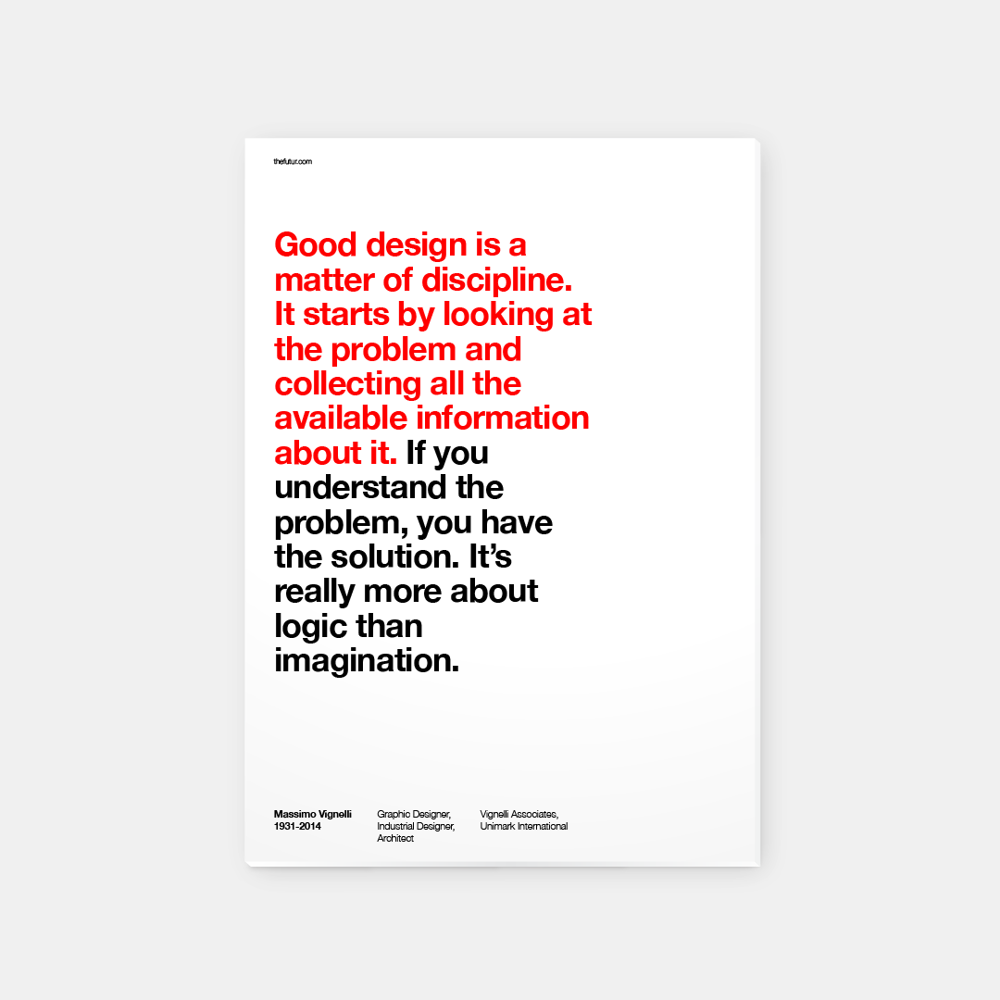 thefutur.com
Good design is a
matter of discipline.
It starts by looking at
the problem and
collecting all the
available information
about it. If you
understand the
problem, you have
the solution. It’s
really more about
logic than
imagination.
Massimo Vignelli
1931-2014
Graphic Designer,
Industrial Designer,
Architect
Vignelli Associates,
Unimark International